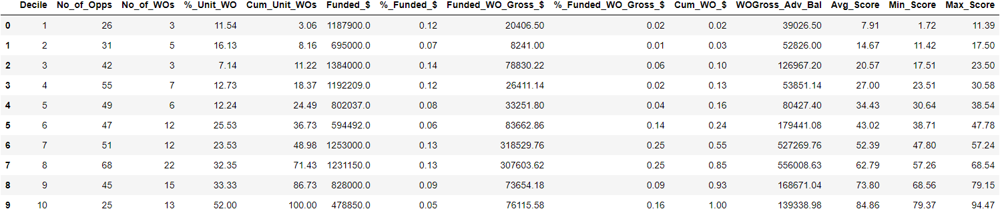 Decile No_of_Opps No_of_WOs %_Unit_WO Cum_Unit_WOs Funded_$ %_Funded_$ Funded_WO_Gross_$ %_Funded_WO_Gross_$ Cum_WO_$ WOGross_Adv_Bal Avg_Score Min_Score Max_Score
0 1 26 3 11.54 3.06 1187900.0 0.12 20406.50 0.02 0.02 39026.50 7.91 1.72 11.39
1 2 31 5 16.13 8.16 695000.0 0.07 8241.00 0.01 0.03 52826.00 14.67 11.42 17.50
2 3 42 3 7.14 11.22 1384000.0 0.14 78830.22 0.06 0.10 126967.20 20.57 17.51 23.50
3 4 55 7 12.73 18.37 1192209.0 0.12 26411.14 0.02 0.13 53851.14 27.00 23.51 30.58
4 5 49 6 12.24 24.49 802037.0 0.08 33251.80 0.04 0.16 80427.40 34.43 30.64 38.54
5 6 47 12 25.53 36.73 594492.0 0.06 83662.86 0.14 0.24 179441.08 43.02 38.71 47.78
6 7 51 12 23.53 48.98 1253000.0 0.13 318529.76 0.25 0.55 527269.76 52.39 47.80 57.24
7 8 68 22 32.35 71.43 1231150.0 0.13 307603.62 0.25 0.85 556008.63 62.79 57.26 68.54
8 9 45 15 33.33 86.73 828000.0 0.09 73654.18 0.09 0.93 168671.04 73.80 68.56 79.15
9 10 25 13 52.00 100.00 478850.0 0.05 76115.58 0.16 1.00 139338.98 84.86 79.37 94.47